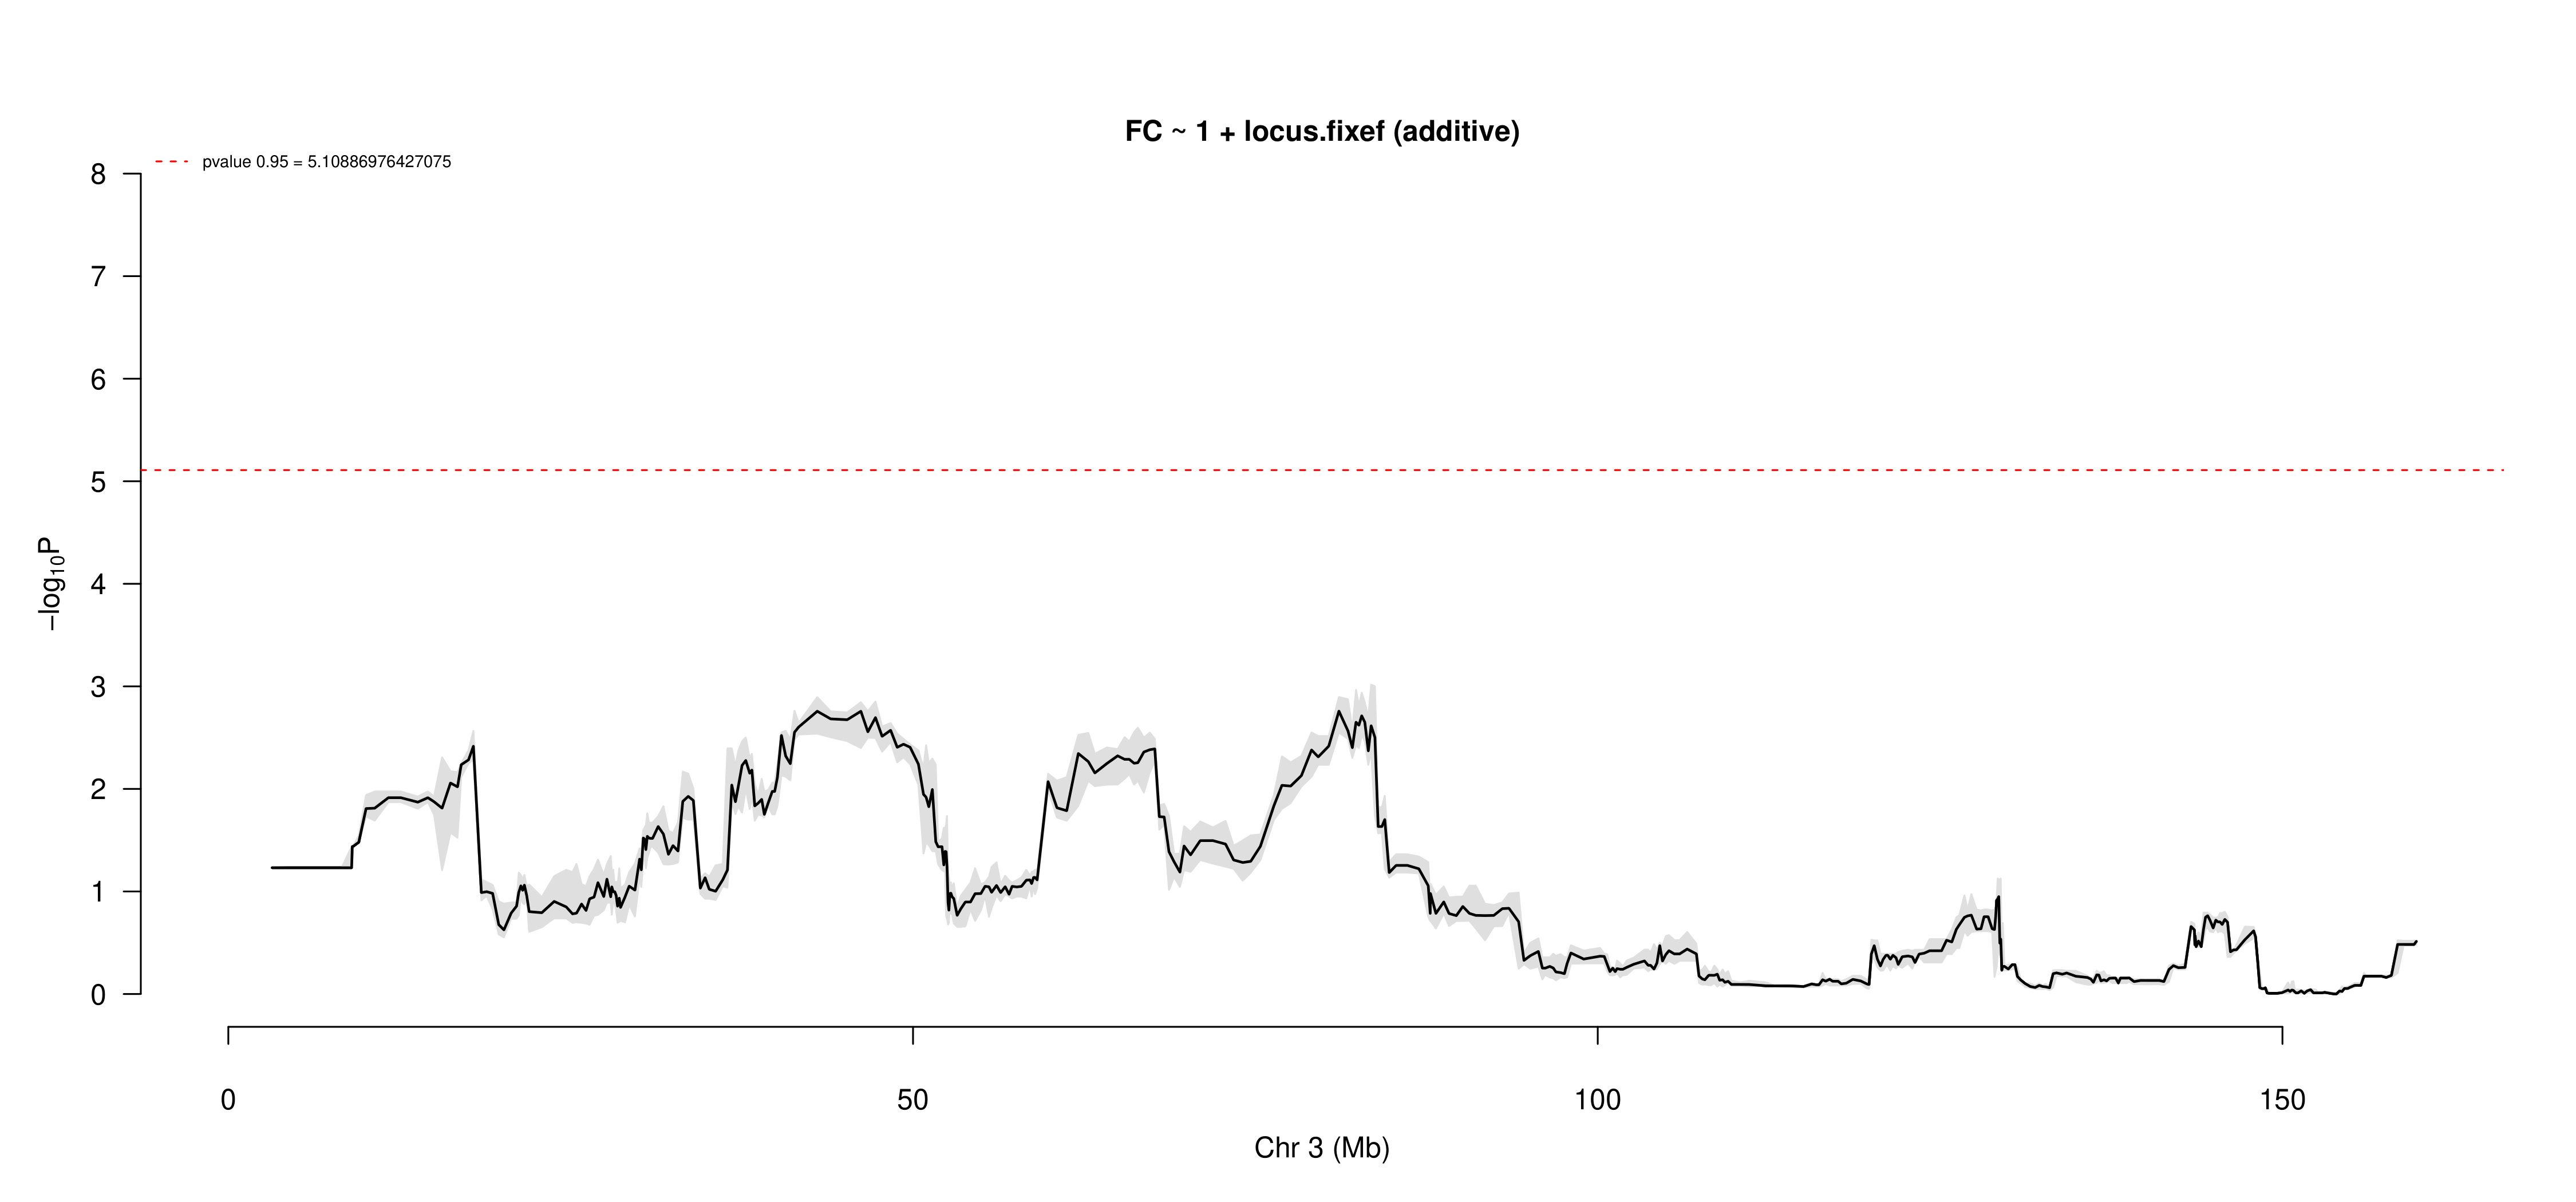 FC ~ 1 + locus.fixef (additive)
pvalue 0.95 = 5.10886976427075
8
7
6
5
4
3
2
1
0
−log10P
0 50 100 150
Chr 3 (Mb)